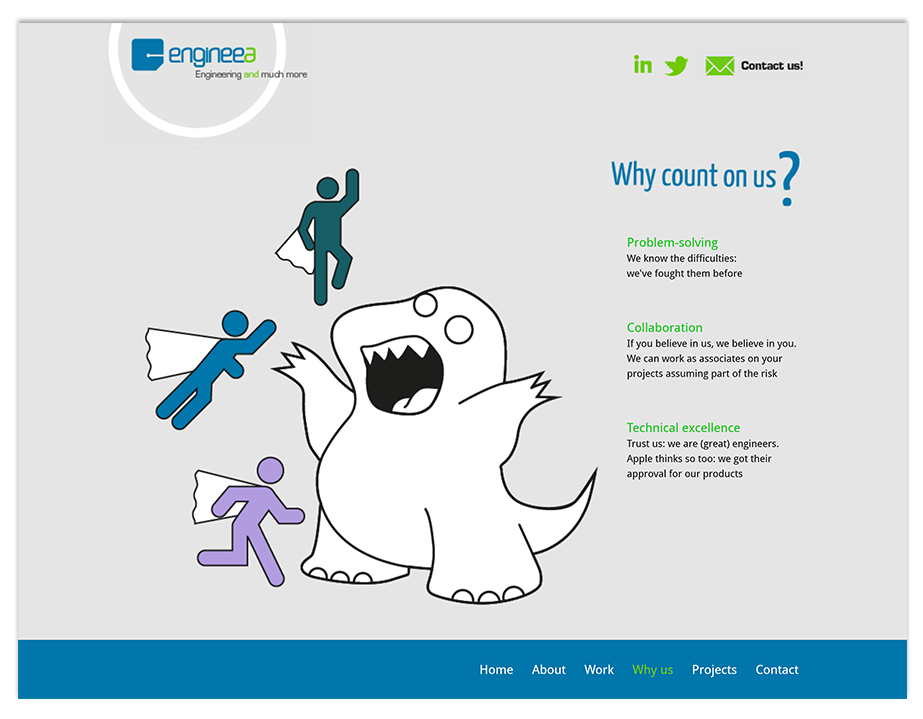 engineea
Engineering and much more
in
Contact us!
Why count on us?
Problem-solving
We know the difficulties:
we've fought them before
Collaboration
If you believe in us, we believe in you.
We can work as associates on your
projects assuming part of the risk
Technical excellence
Trust us: we are (great) engineers.
Apple thinks so too: we got their
approval for our products
Home About Work Why us Projects Contact